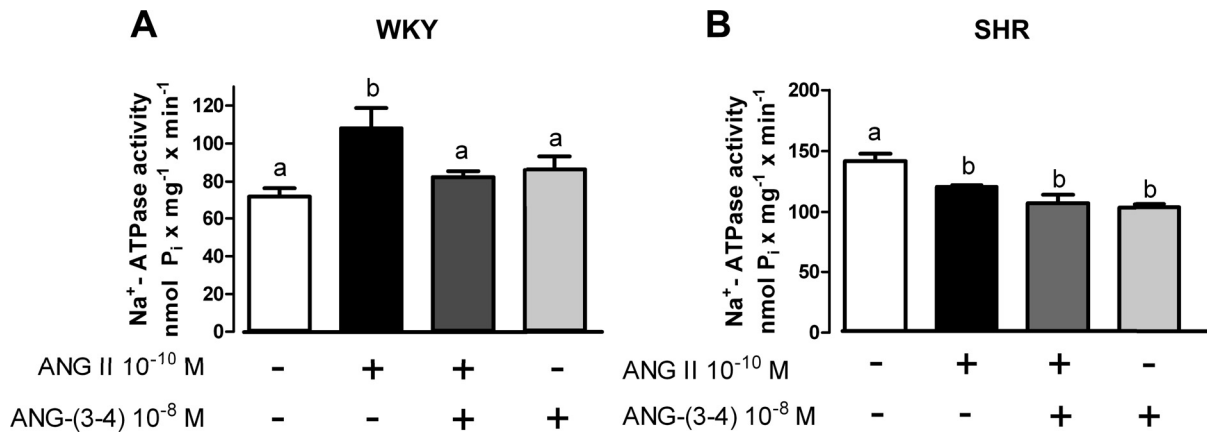 A
WKY
Na⁺- ATPase activity
nmol Pᵢ x mg⁻¹ x min⁻¹
120
100
80
60
40
20
0
a
b
a
a
ANG II 10⁻¹⁰ M
- + + -
ANG-(3-4) 10⁻⁸ M
- - + +
B
SHR
Na⁺- ATPase activity
nmol Pᵢ x mg⁻¹ x min⁻¹
200
150
100
50
0
a
b
b
b
ANG II 10⁻¹⁰ M
- + + -
ANG-(3-4) 10⁻⁸ M
- - + +